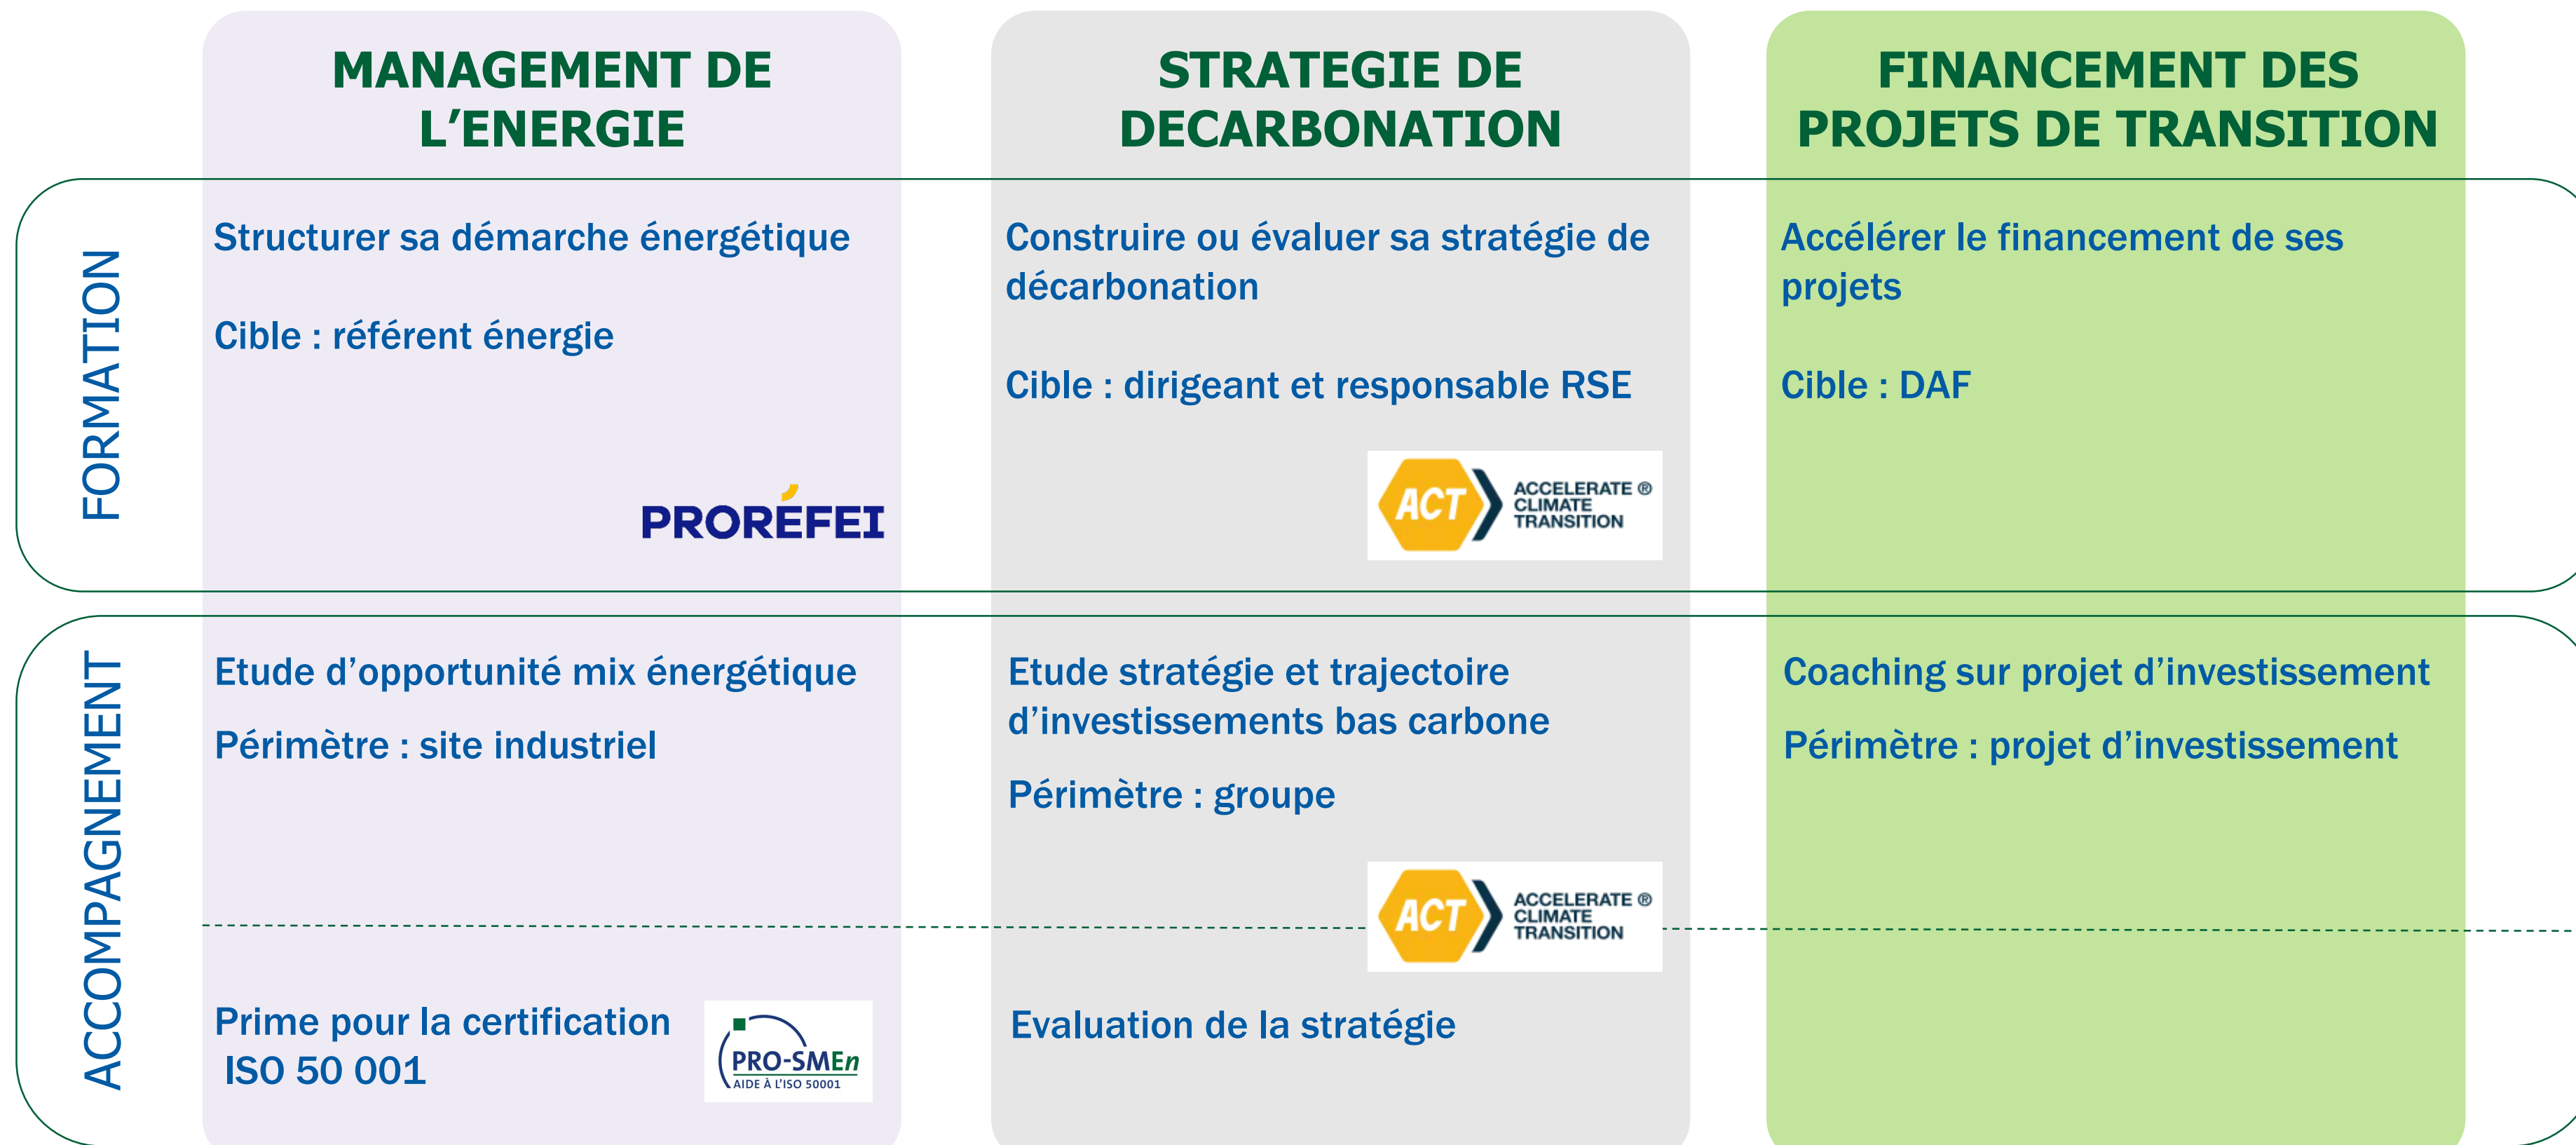 MANAGEMENT DE
L’ENERGIE
STRATEGIE DE
DECARBONATION
FINANCEMENT DES
PROJETS DE TRANSITION
FORMATION
Structurer sa démarche énergétique
Cible : référent énergie
PRORÉFEI
Construire ou évaluer sa stratégie de
décarbonation
Cible : dirigeant et responsable RSE
ACT
ACCELERATE ®
CLIMATE
TRANSITION
Accélérer le financement de ses
projets
Cible : DAF
ACCOMPAGNEMENT
Etude d’opportunité mix énergétique
Périmètre : site industriel
Etude stratégie et trajectoire
d’investissements bas carbone
Périmètre : groupe
ACT
ACCELERATE ®
CLIMATE
TRANSITION
Coaching sur projet d’investissement
Périmètre : projet d’investissement
Prime pour la certification
ISO 50 001
PRO-SMEn
AIDE À L’ISO 50001
Evaluation de la stratégie